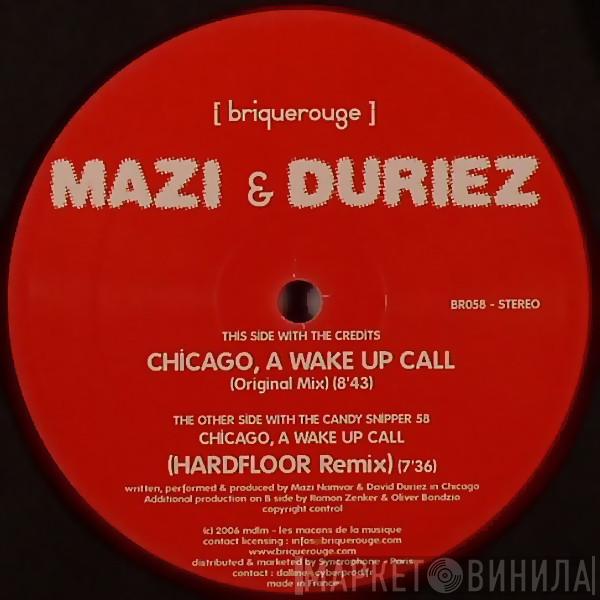 [ briquerouge ]
MAZI & DURIEZ
BR058 - STEREO
THIS SIDE WITH THE CREDITS
CHICAGO, A WAKE UP CALL
(Original Mix) (8'43)
THE OTHER SIDE WITH THE CANDY SNIPPER 58
CHICAGO, A WAKE UP CALL
(HARDFLOOR Remix) (7'36)
written, performed & produced by Mazi Namvar & David Duriez in Chicago
Additional production on B side by Ramon Zenker & Oliver Bondzio
copyright control
(c) 2006 mdlm - les macons de la musique
contact licensing : infos@briquerouge.com
www.briquerouge.com
distributed & marketed by Syncrophone - Paris
contact :
made in France
МАРКЕТ ВИНИЛА